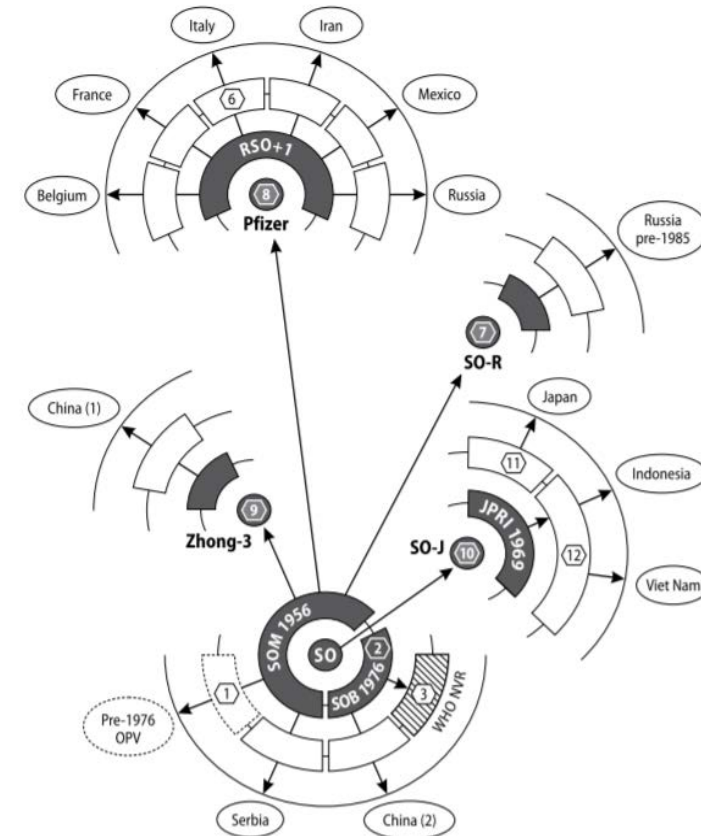 Italy
Iran
France
6
Mexico
RSO+1
Belgium
8
Russia
Pfizer
Russia
pre-1985
7
SO-R
China (1)
Japan
11
Indonesia
JPRI 1969
9
SO-J
10
12
Zhong-3
Viet Nam
SOM 1956
SO
2
SOB 1976
1
3
WHO NVR
Pre-1976
OPV
Serbia
China (2)